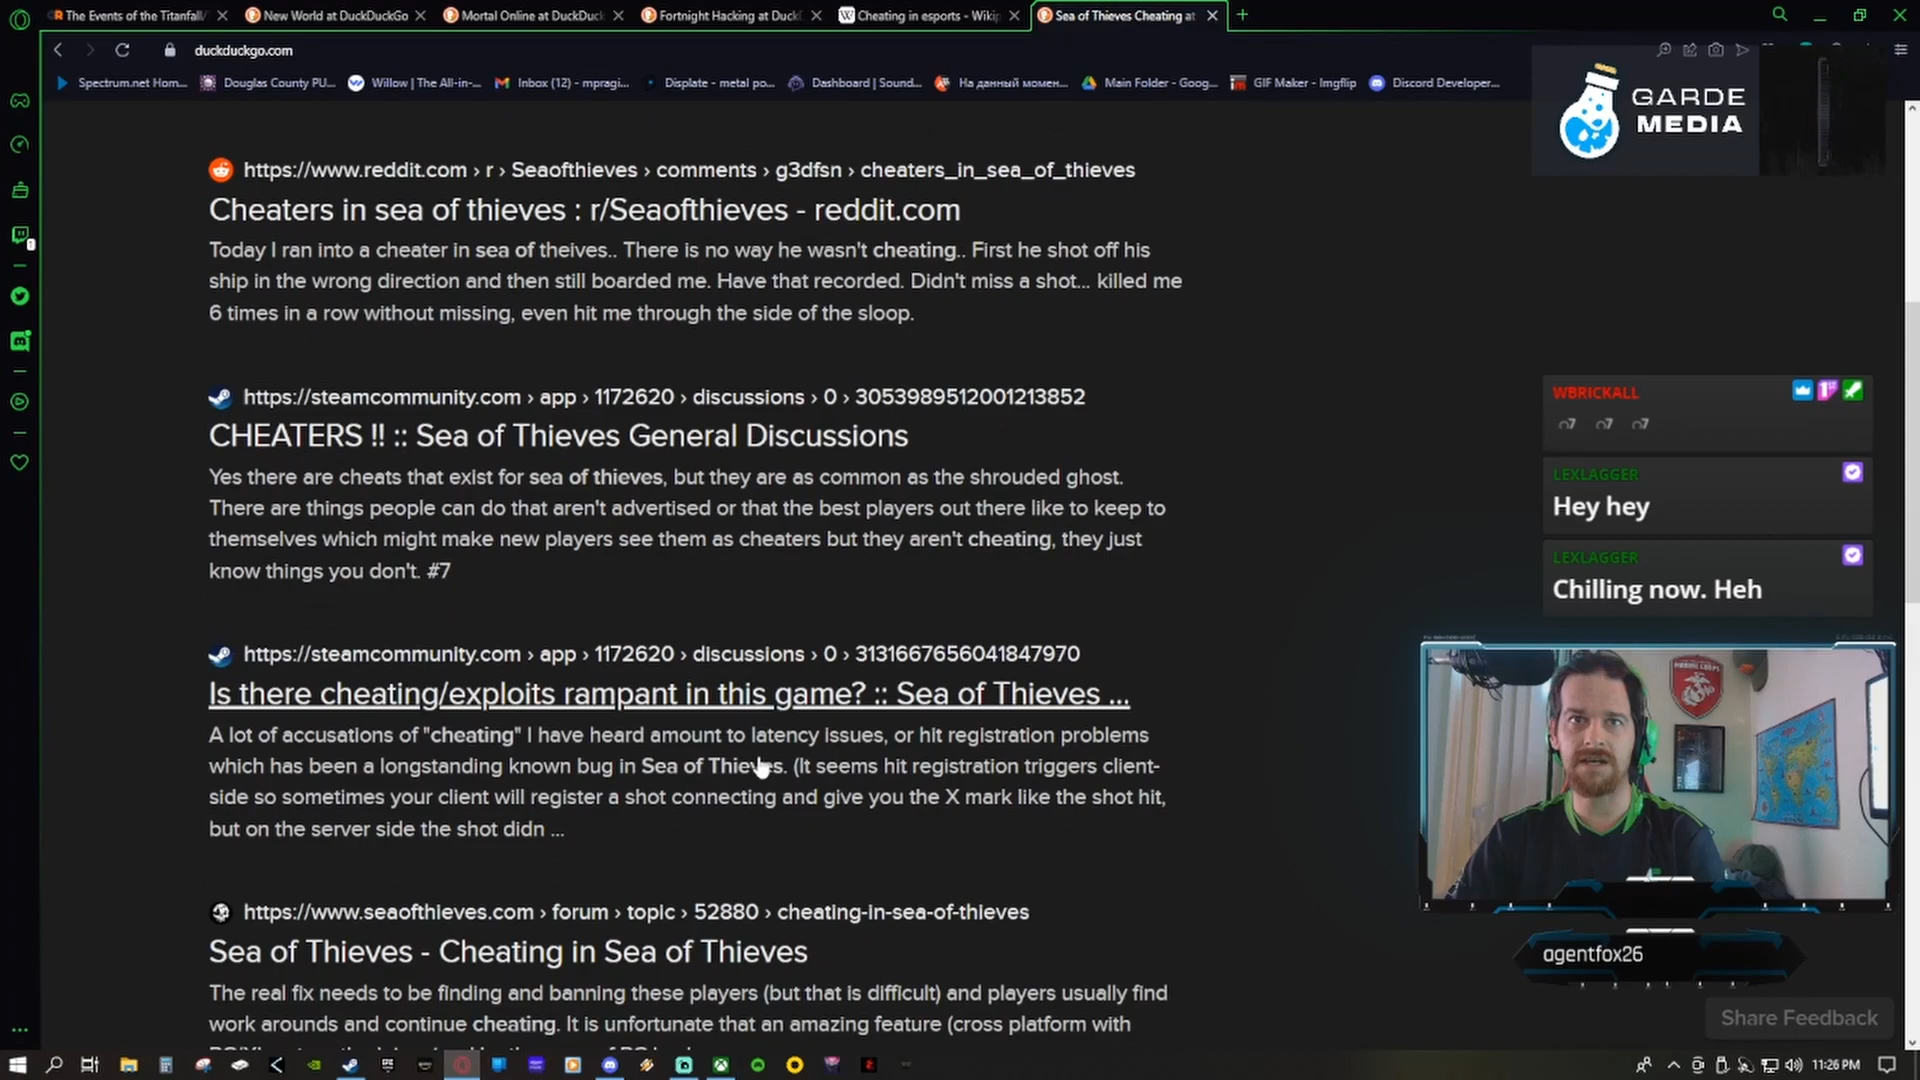 The Events of the Titanfall/
New World at DuckDuckGo
Mortal Online at DuckDuc
Fortnight Hacking at Duck
Cheating in esports - Wiki
Sea of Thieves Cheating at
duckduckgo.com
Spectrum.net Hom...
Douglas County PU...
Willow | The All-in-...
Inbox (12) - mpragi...
Displate - metal po...
Dashboard | Sound...
На данный момен...
Main Folder - Goog...
GIF Maker - Imgflip
Discord Developer...
GARDE
MEDIA
https://www.reddit.com › r › Seaofthieves › comments › g3dfsn › cheaters_in_sea_of_thieves
Cheaters in sea of thieves : r/Seaofthieves - reddit.com
Today I ran into a cheater in sea of theives.. There is no way he wasn't cheating.. First he shot off his
ship in the wrong direction and then still boarded me. Have that recorded. Didn't miss a shot... killed me
6 times in a row without missing, even hit me through the side of the sloop.
https://steamcommunity.com › app › 1172620 › discussions › 0 › 3053989512001213852
CHEATERS !! :: Sea of Thieves General Discussions
Yes there are cheats that exist for sea of thieves, but they are as common as the shrouded ghost.
There are things people can do that aren't advertised or that the best players out there like to keep to
themselves which might make new players see them as cheaters but they aren't cheating, they just
know things you don't. #7
https://steamcommunity.com › app › 1172620 › discussions › 0 › 3131667656041847970
Is there cheating/exploits rampant in this game? :: Sea of Thieves ...
A lot of accusations of "cheating" I have heard amount to latency issues, or hit registration problems
which has been a longstanding known bug in Sea of Thieves. (It seems hit registration triggers client-
side so sometimes your client will register a shot connecting and give you the X mark like the shot hit,
but on the server side the shot didn ...
https://www.seaofthieves.com › forum › topic › 52880 › cheating-in-sea-of-thieves
Sea of Thieves - Cheating in Sea of Thieves
The real fix needs to be finding and banning these players (but that is difficult) and players usually find
work arounds and continue cheating. It is unfortunate that an amazing feature (cross platform with
WBRICKALL
LEXLAGGER
Hey hey
LEXLAGGER
Chilling now. Heh
agentfox26
Share Feedback
11:26 PM